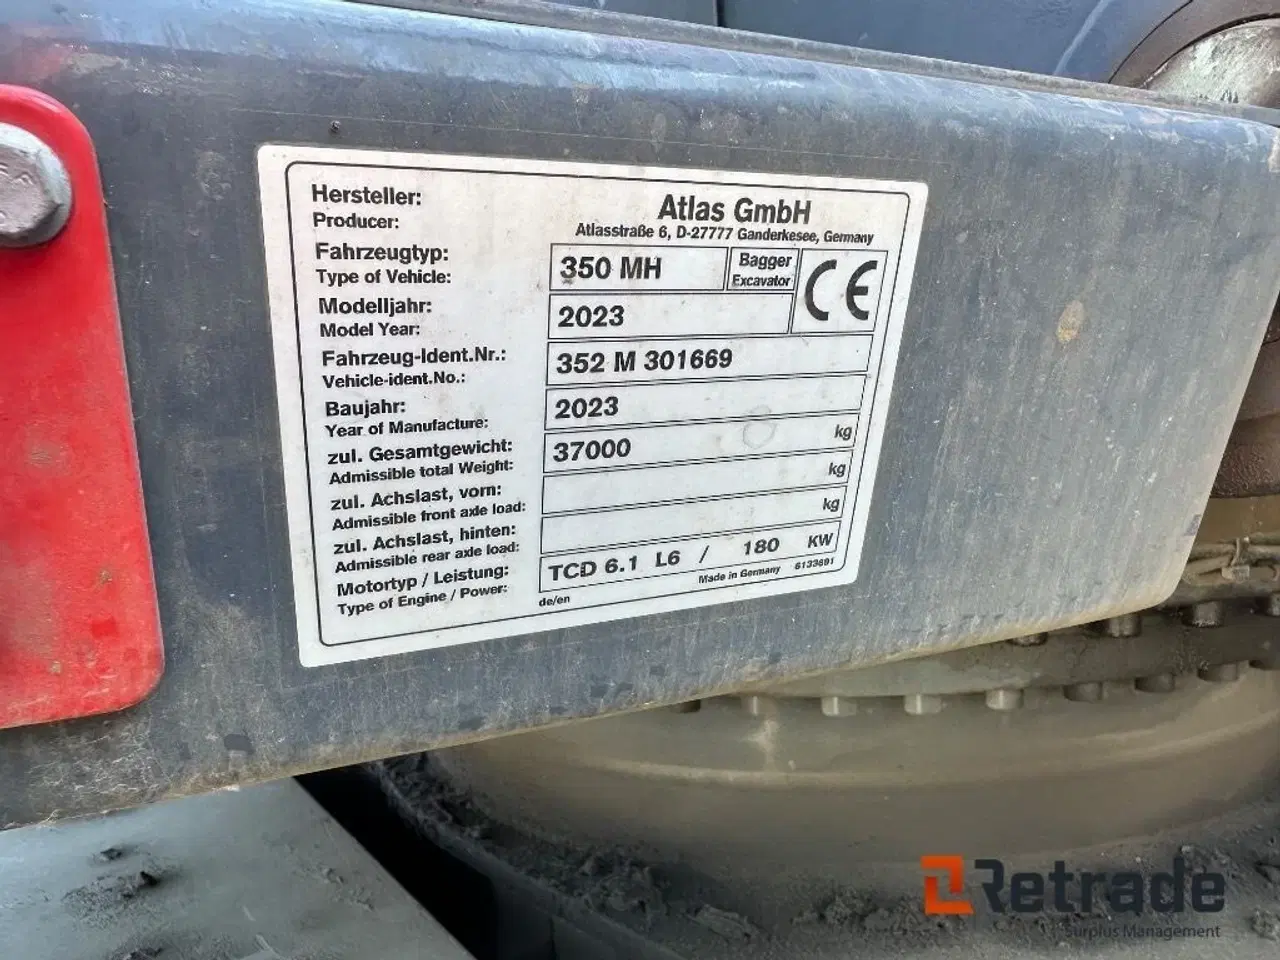 Hersteller:
Producer:
Atlas GmbH
Atlasstraße 6, D-27777 Ganderkesee, Germany
Fahrzeugtyp:
Type of Vehicle:
350 MH
Bagger
Excavator
CE
Modelljahr:
Model Year:
2023
Fahrzeug-Ident.Nr.:
Vehicle-ident.No.:
352 M 301669
Baujahr:
Year of Manufacture:
2023
zul. Gesamtgewicht:
Admissible total Weight:
37000 kg
zul. Achslast, vorn:
Admissible front axle load:
kg
zul. Achslast, hinten:
Admissible rear axle load:
kg
Motortyp / Leistung:
Type of Engine / Power:
TCD 6.1 L6 / 180 KW
de/en
Made in Germany 6133691
Retrade
Surplus Management